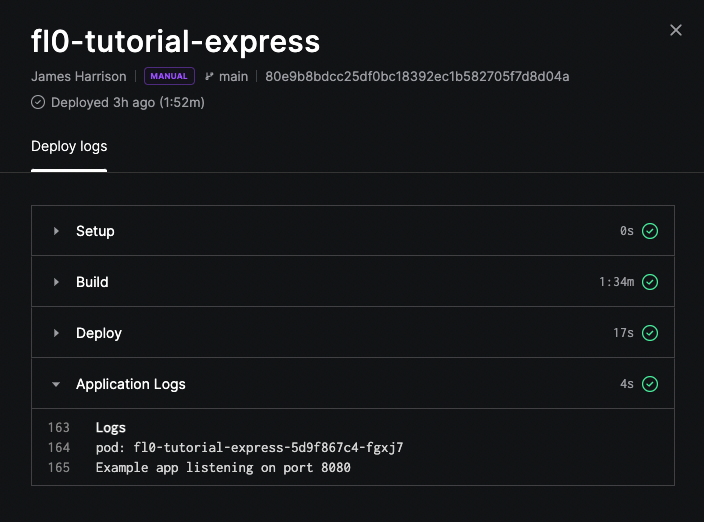 fl0-tutorial-express
James Harrison MANUAL main 80e9b8bdcc25df0bc18392ec1b582705f7d8d04a
Deployed 3h ago (1:52m)
Deploy logs
Setup 0s
Build 1:34m
Deploy 17s
Application Logs 4s
163 Logs
164 pod: fl0-tutorial-express-5d9f867c4-fgxj7
165 Example app listening on port 8080